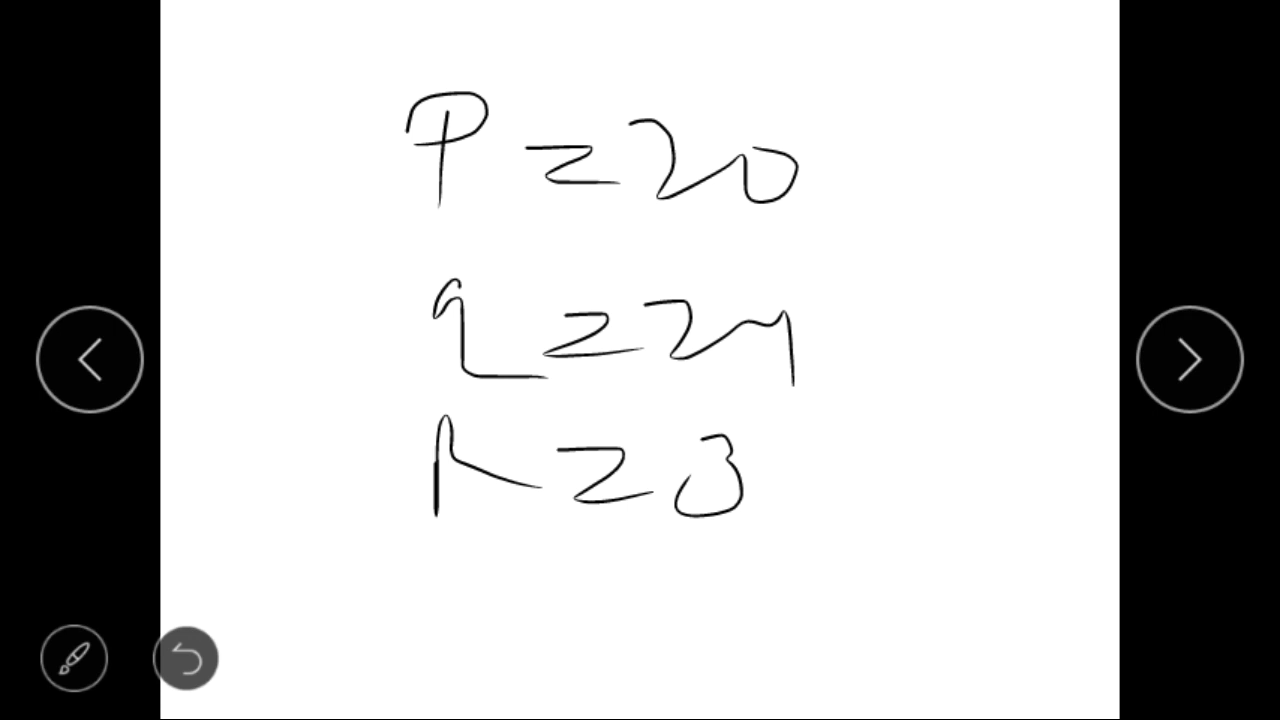 P = 20
q = 24
r = 3